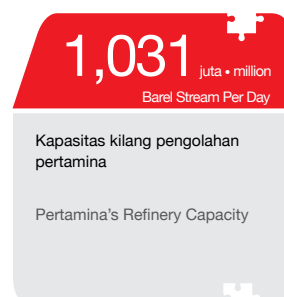 1,031 juta • million
Barel Stream Per Day
Kapasitas kilang pengolahan
pertamina
Pertamina's Refinery Capacity